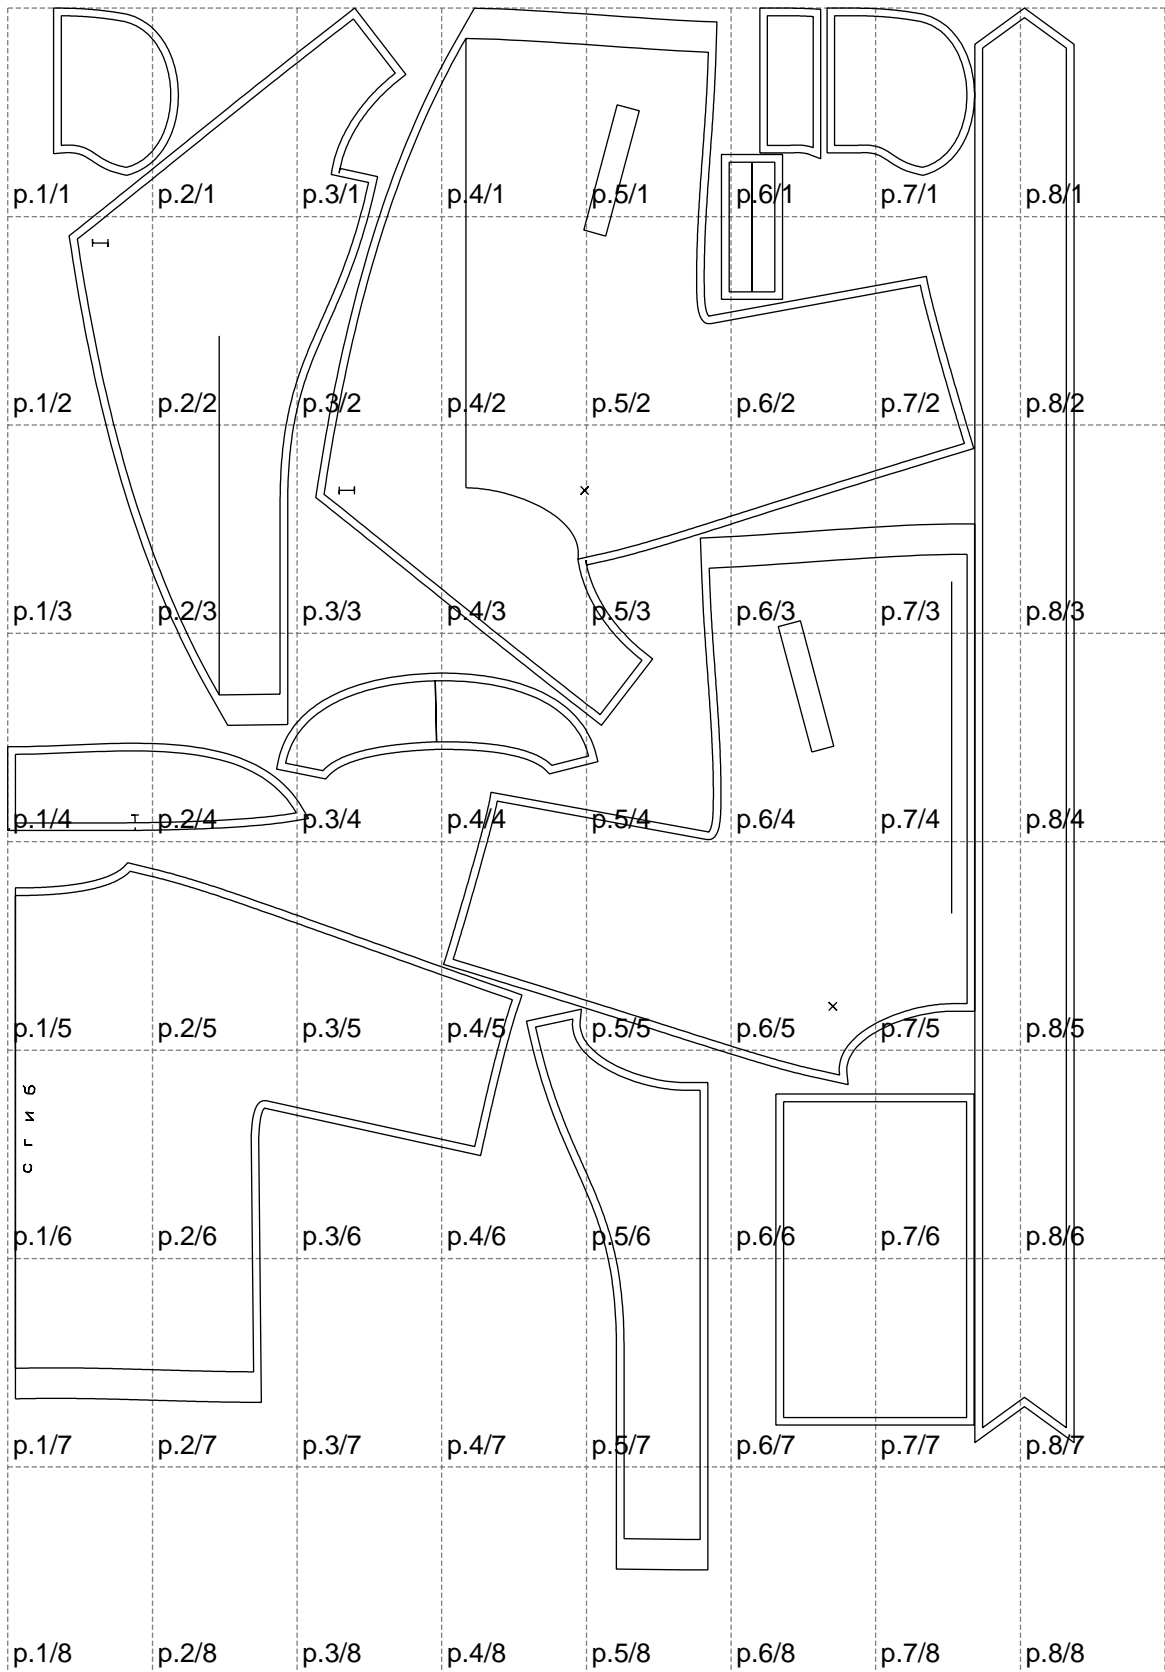 p.1/1 p.2/1 p.3/1 p.4/1 p.5/1 p.6/1 p.7/1 p.8/1
p.1/2 p.2/2 p.3/2 p.4/2 p.5/2 p.6/2 p.7/2 p.8/2
p.1/3 p.2/3 p.3/3 p.4/3 p.5/3 p.6/3 p.7/3 p.8/3
p.1/4 p.2/4 p.3/4 p.4/4 p.5/4 p.6/4 p.7/4 p.8/4
p.1/5 p.2/5 p.3/5 p.4/5 p.5/5 p.6/5 p.7/5 p.8/5
сгиб
p.1/6 p.2/6 p.3/6 p.4/6 p.5/6 p.6/6 p.7/6 p.8/6
p.1/7 p.2/7 p.3/7 p.4/7 p.5/7 p.6/7 p.7/7 p.8/7
p.1/8 p.2/8 p.3/8 p.4/8 p.5/8 p.6/8 p.7/8 p.8/8